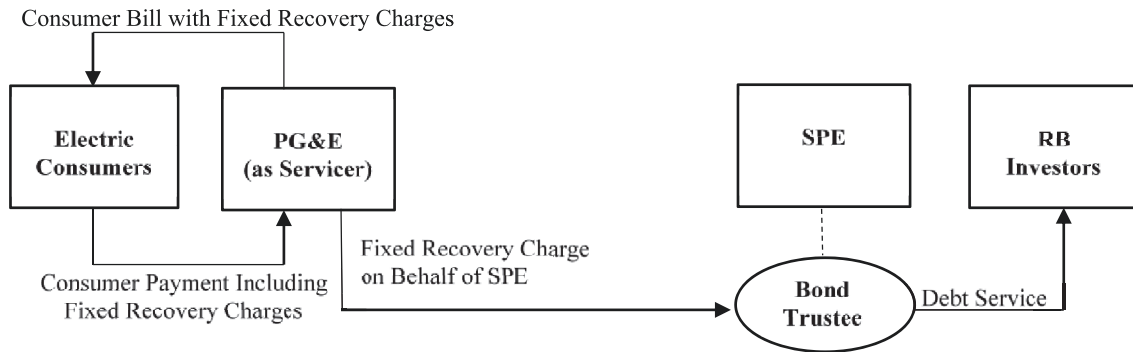 Consumer Bill with Fixed Recovery Charges
Electric
Consumers
PG&E
(as Servicer)
SPE
RB
Investors
Consumer Payment Including
Fixed Recovery Charges
Fixed Recovery Charge
on Behalf of SPE
Bond
Trustee
Debt Service